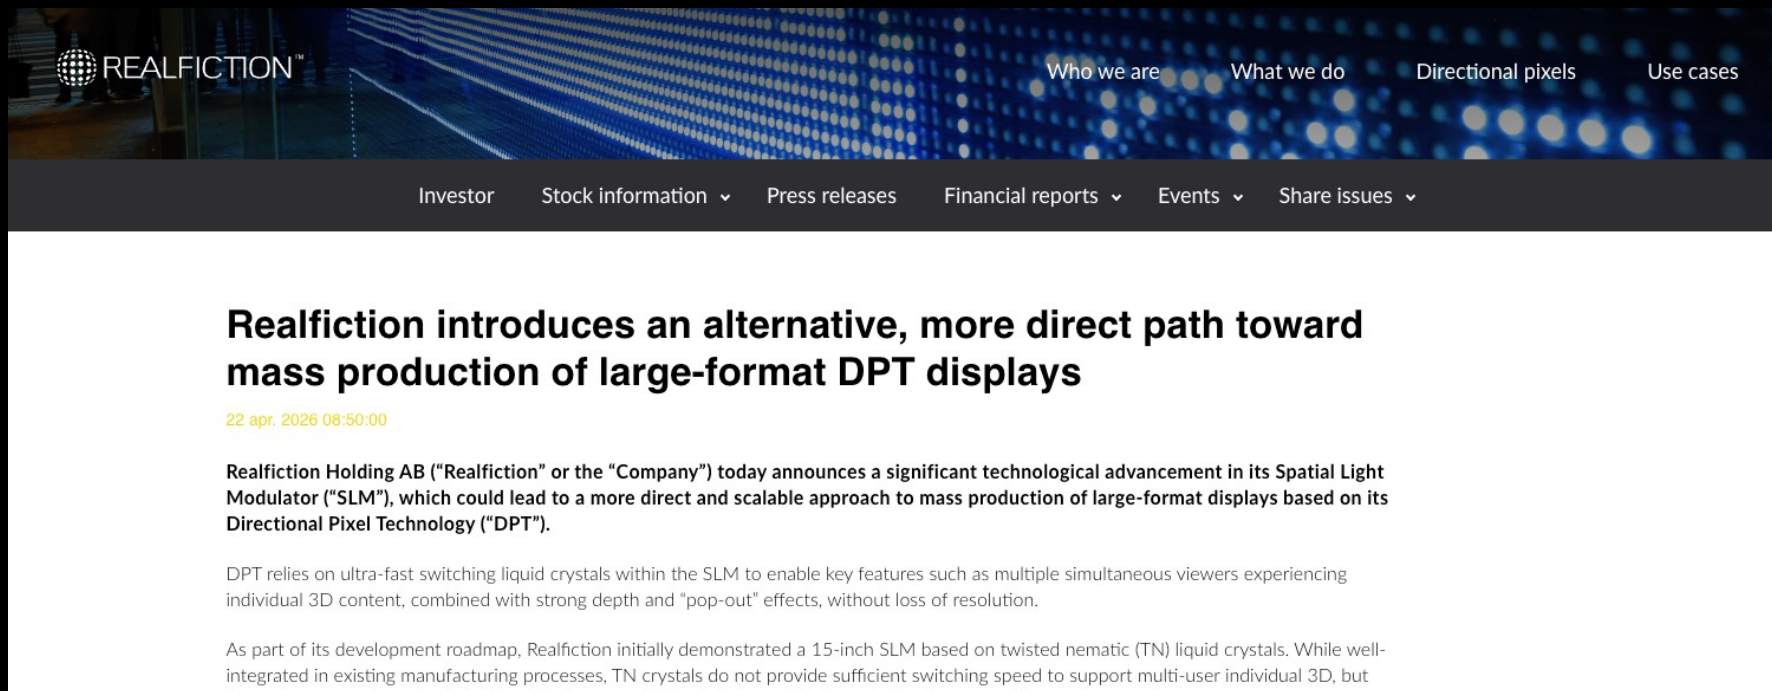 REALFICTION™
Who we are What we do Directional pixels Use cases
Investor Stock information Press releases Financial reports Events Share issues
Realfiction introduces an alternative, more direct path toward
mass production of large-format DPT displays
22 apr. 2026 08:50:00
Realfiction Holding AB (“Realfiction” or the “Company”) today announces a significant technological advancement in its Spatial Light
Modulator (“SLM”), which could lead to a more direct and scalable approach to mass production of large-format displays based on its
Directional Pixel Technology (“DPT”).
DPT relies on ultra-fast switching liquid crystals within the SLM to enable key features such as multiple simultaneous viewers experiencing
individual 3D content, combined with strong depth and “pop-out” effects, without loss of resolution.
As part of its development roadmap, Realfiction initially demonstrated a 15-inch SLM based on twisted nematic (TN) liquid crystals. While well-
integrated in existing manufacturing processes, TN crystals do not provide sufficient switching speed to support multi-user individual 3D, but